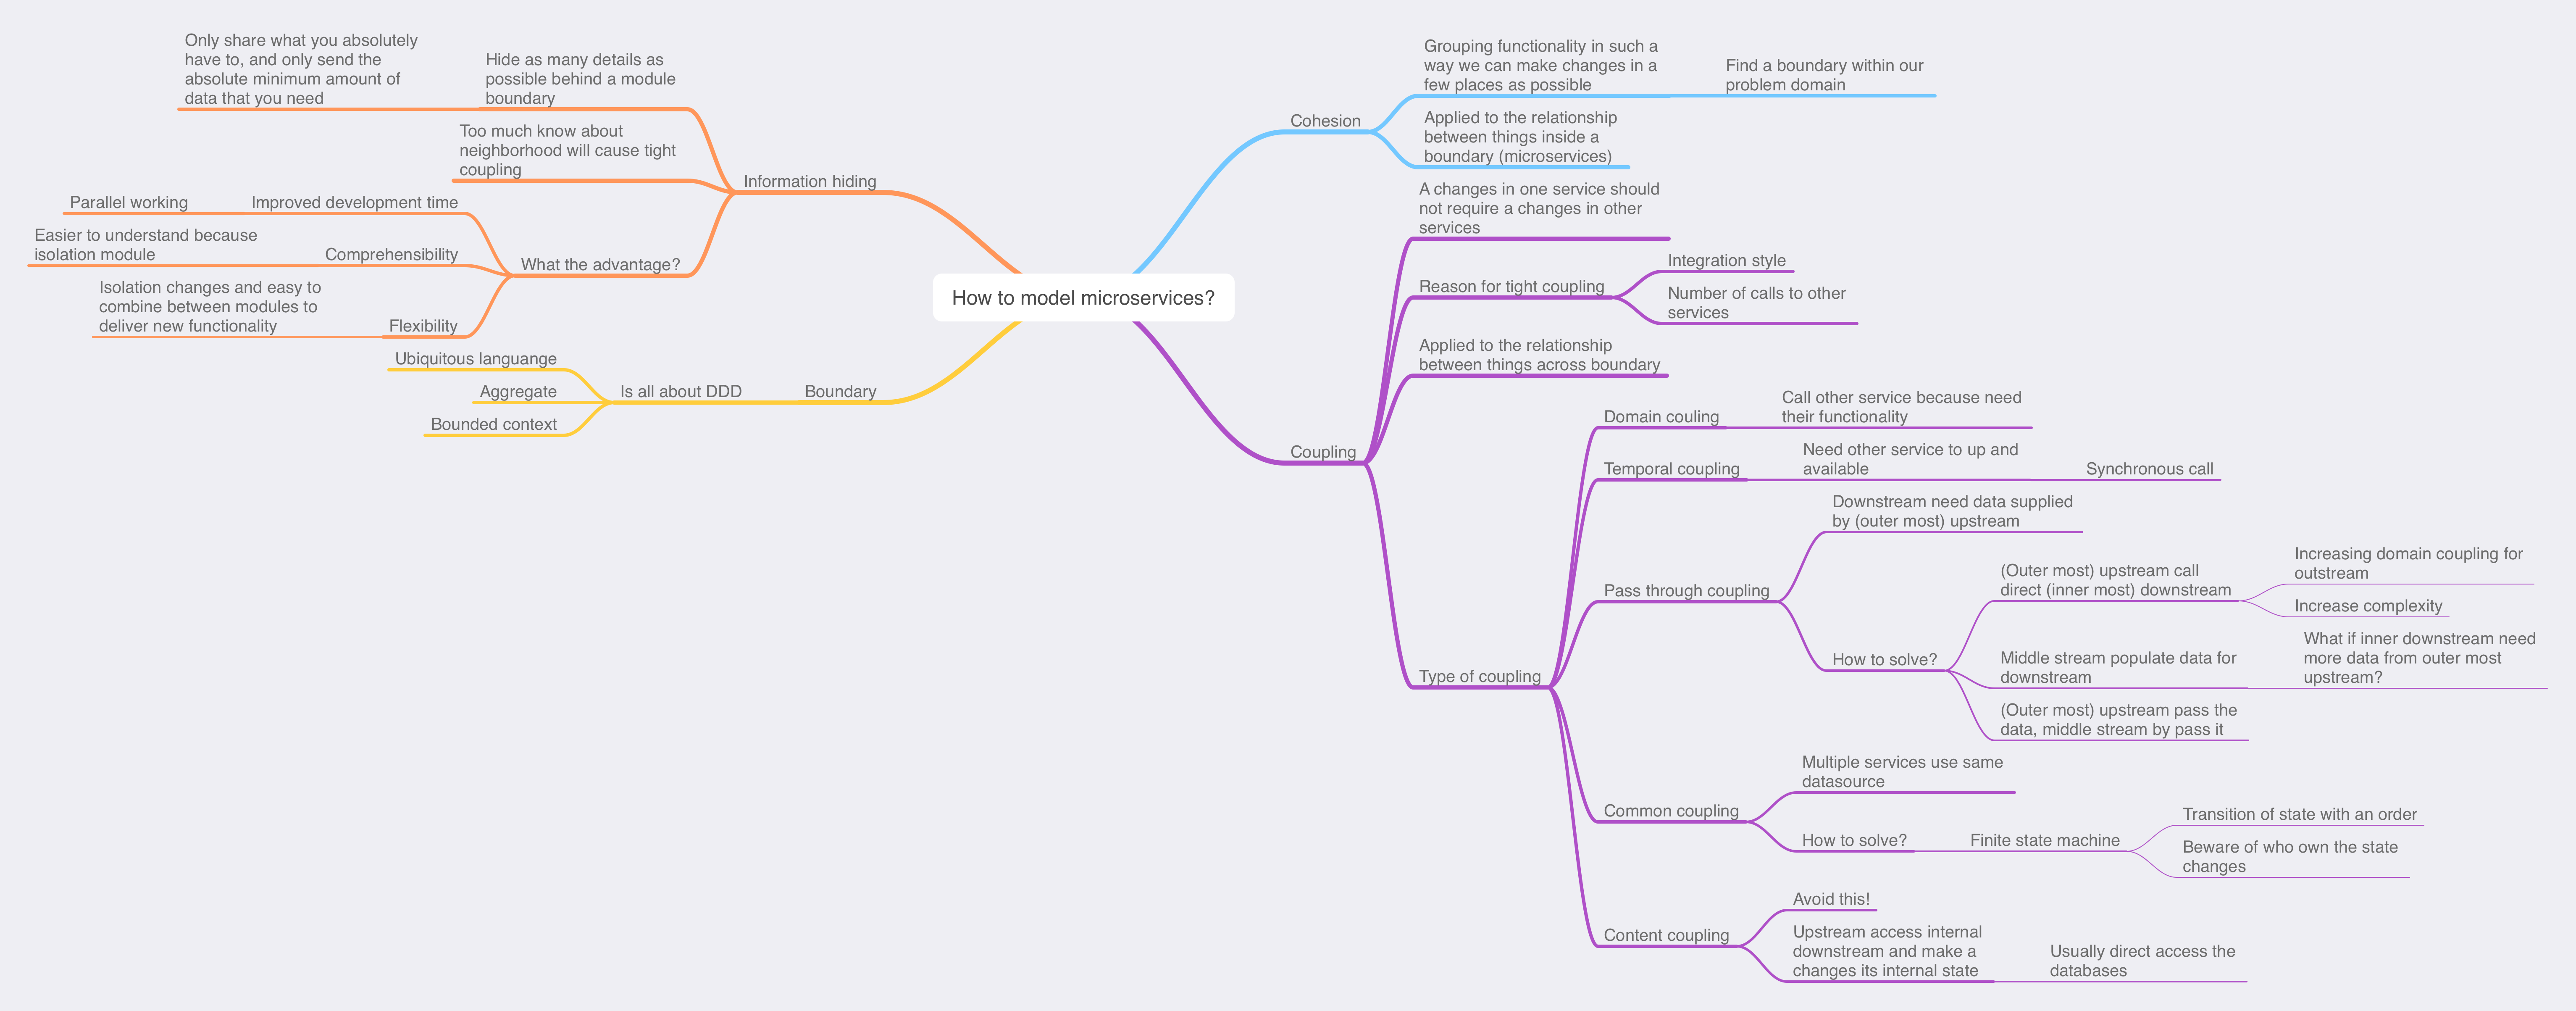 How to model microservices?
Information hiding
Hide as many details as
possible behind a module
boundary
Only share what you absolutely
have to, and only send the
absolute minimum amount of
data that you need
Too much know about
neighborhood will cause tight
coupling
What the advantage?
Improved development time
Parallel working
Comprehensibility
Easier to understand because
isolation module
Flexibility
Isolation changes and easy to
combine between modules to
deliver new functionality
Boundary
Is all about DDD
Ubiquitous languange
Aggregate
Bounded context
Cohesion
Grouping functionality in such a
way we can make changes in a
few places as possible
Find a boundary within our
problem domain
Applied to the relationship
between things inside a
boundary (microservices)
Coupling
A changes in one service should
not require a changes in other
services
Reason for tight coupling
Integration style
Number of calls to other
services
Applied to the relationship
between things across boundary
Type of coupling
Domain couling
Call other service because need
their functionality
Temporal coupling
Need other service to up and
available
Synchronous call
Pass through coupling
Downstream need data supplied
by (outer most) upstream
How to solve?
(Outer most) upstream call
direct (inner most) downstream
Increasing domain coupling for
outstream
Increase complexity
Middle stream populate data for
downstream
What if inner downstream need
more data from outer most
upstream?
(Outer most) upstream pass the
data, middle stream by pass it
Common coupling
Multiple services use same
datasource
How to solve?
Finite state machine
Transition of state with an order
Beware of who own the state
changes
Content coupling
Avoid this!
Upstream access internal
downstream and make a
changes its internal state
Usually direct access the
databases